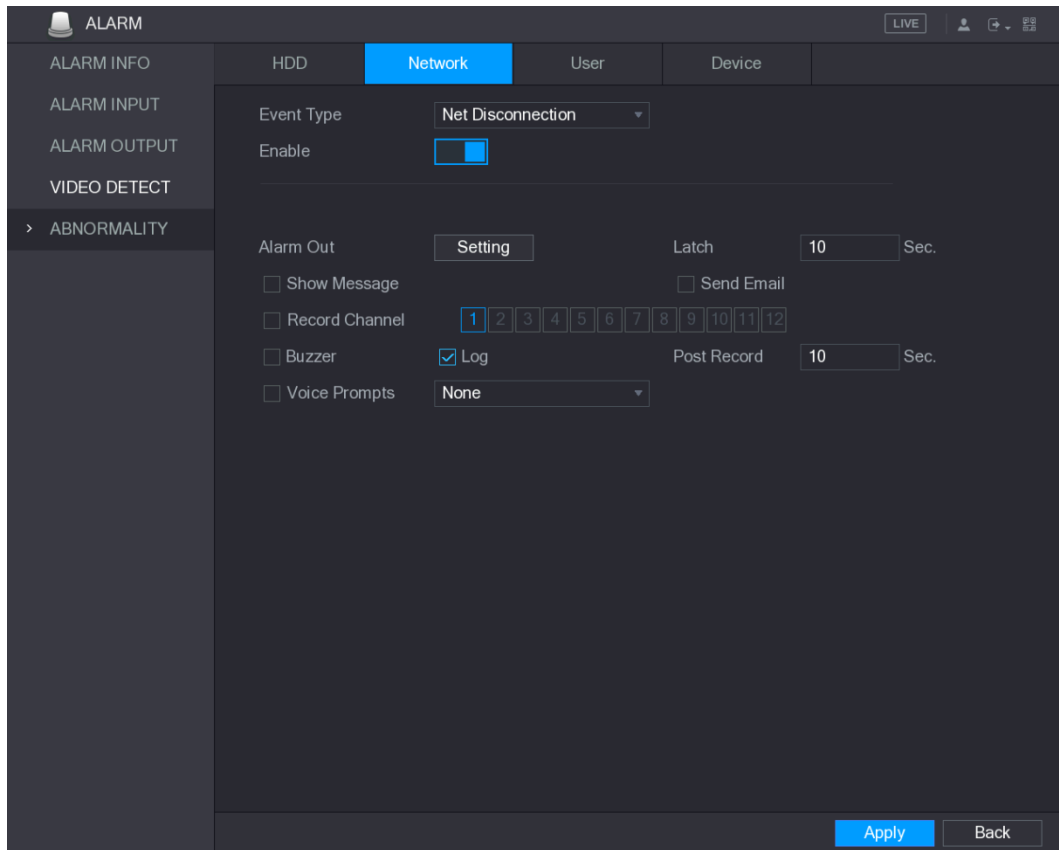 ALARM
LIVE
ALARM INFO
ALARM INPUT
ALARM OUTPUT
VIDEO DETECT
> ABNORMALITY
HDD Network User Device
Event Type Net Disconnection
Enable
Alarm Out Setting Latch 10 Sec.
Show Message Send Email
Record Channel 1 2 3 4 5 6 7 8 9 10 11 12
Buzzer Log Post Record 10 Sec.
Voice Prompts None
Apply Back